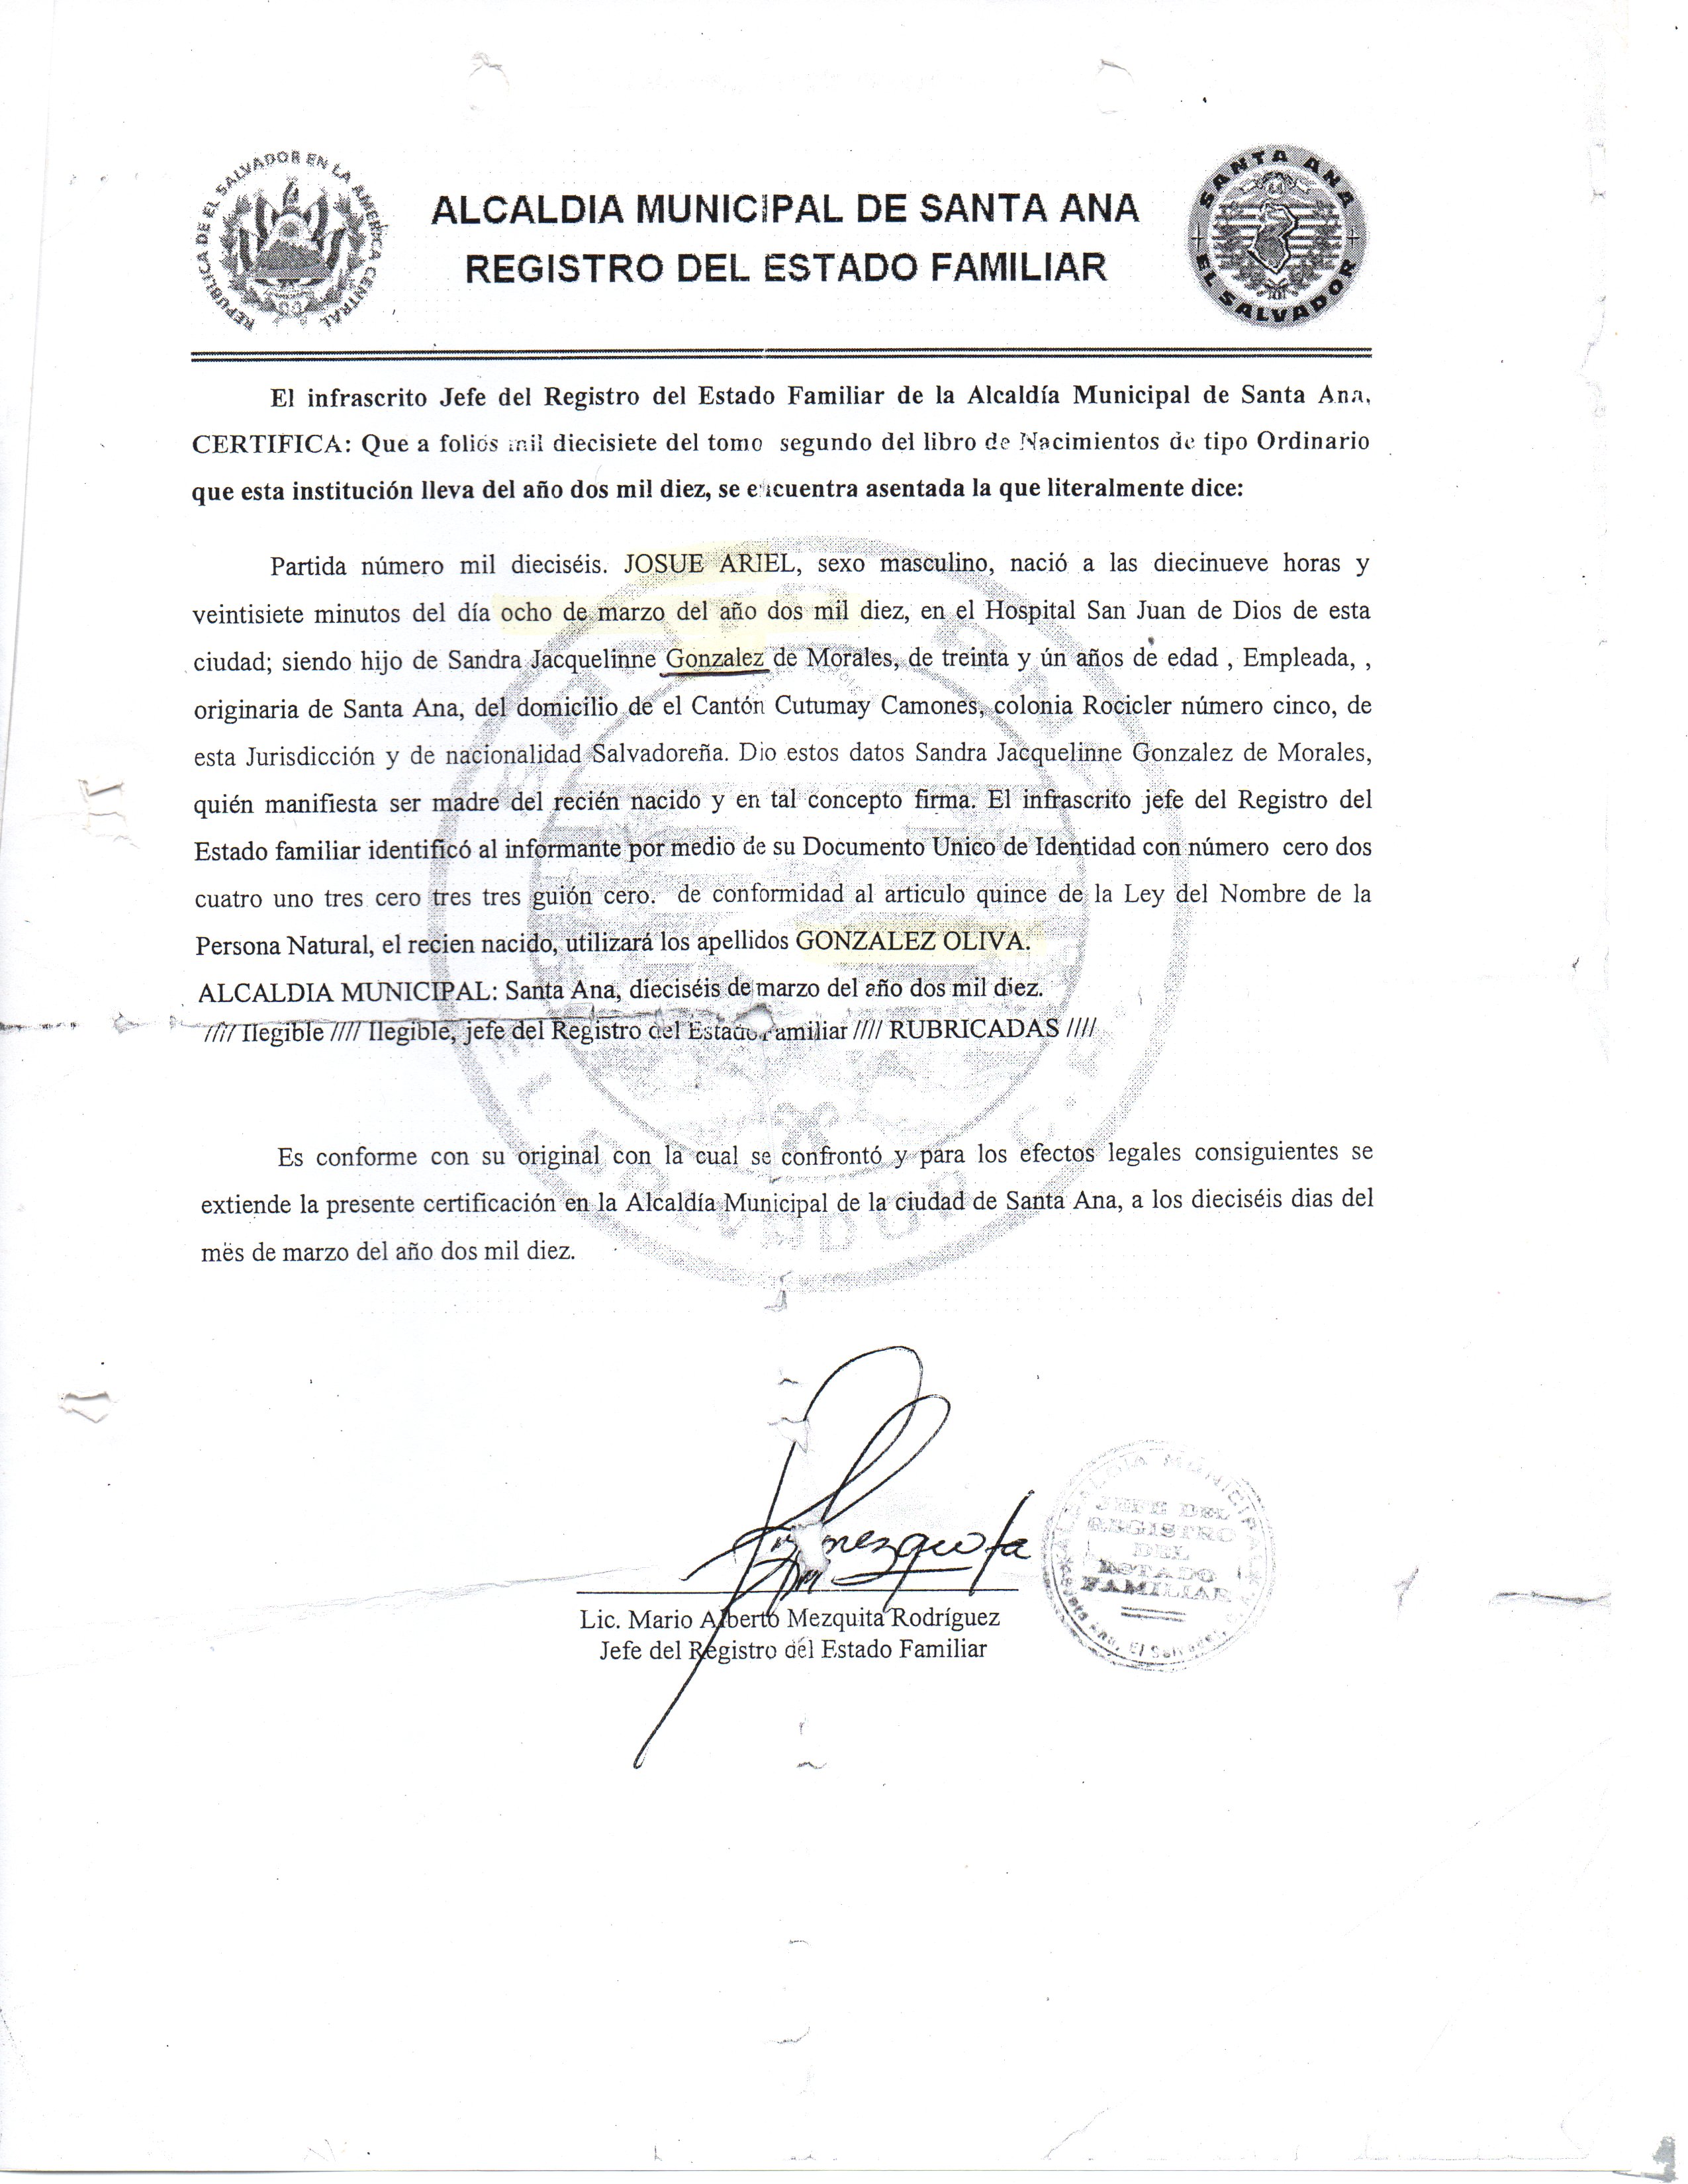 REPUBLICA DE EL SALVADOR EN LA AMERICA CENTRAL
ALCALDIA MUNICIPAL DE SANTA ANA
REGISTRO DEL ESTADO FAMILIAR
SANTA ANA
EL SALVADOR
El infrascrito Jefe del Registro del Estado Familiar de la Alcaldía Municipal de Santa Ana,
CERTIFICA: Que a folios mil diecisiete del tomo segundo del libro de Nacimientos de tipo Ordinario
que esta institución lleva del año dos mil diez, se encuentra asentada la que literalmente dice:
Partida número mil dieciséis. JOSUE ARIEL, sexo masculino, nació a las diecinueve horas y
veintisiete minutos del día ocho de marzo del año dos mil diez, en el Hospital San Juan de Dios de esta
ciudad; siendo hijo de Sandra Jacquelinne Gonzalez de Morales, de treinta y ún años de edad , Empleada, ,
originaria de Santa Ana, del domicilio de el Cantón Cutumay Camones, colonia Rocicler número cinco, de
esta Jurisdicción y de nacionalidad Salvadoreña. Dio estos datos Sandra Jacquelinne Gonzalez de Morales,
quién manifiesta ser madre del recién nacido y en tal concepto firma. El infrascrito jefe del Registro del
Estado familiar identificó al informante por medio de su Documento Unico de Identidad con número cero dos
cuatro uno tres cero tres tres guión cero. de conformidad al articulo quince de la Ley del Nombre de la
Persona Natural, el recien nacido, utilizará los apellidos GONZALEZ OLIVA.
ALCALDIA MUNICIPAL: Santa Ana, dieciséis de marzo del año dos mil diez.
//// Ilegible //// Ilegible, jefe del Registro del Estado Familiar //// RUBRICADAS ////
Es conforme con su original con la cual se confrontó y para los efectos legales consiguientes se
extiende la presente certificación en la Alcaldía Municipal de la ciudad de Santa Ana, a los dieciséis dias del
mes de marzo del año dos mil diez.
mezquita
Lic. Mario Alberto Mezquita Rodríguez
Jefe del Registro del Estado Familiar
ALCALDIA MUNICIPAL
JEFE DEL
REGISTRO
DEL
ESTADO
FAMILIAR
Santa Ana, El Salvador, C. A.